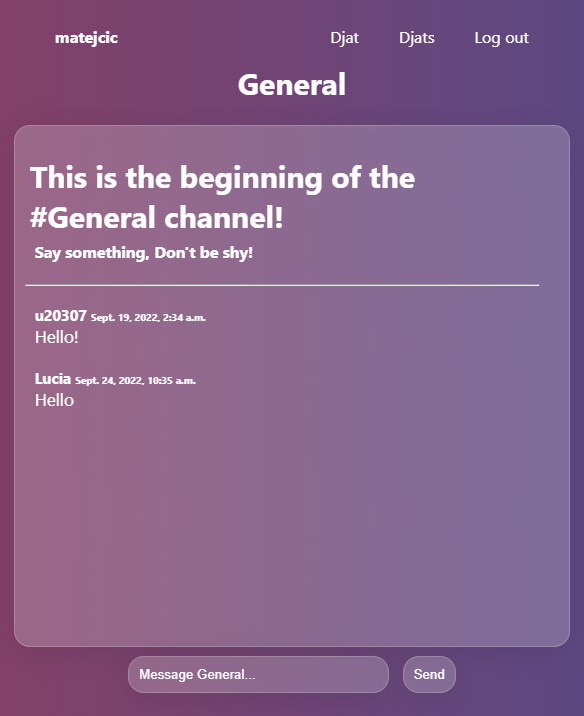 matejcic Djat Djats Log out
General
This is the beginning of the
#General channel!
Say something, Don't be shy!
u20307 Sept. 19, 2022, 2:34 a.m.
Hello!
Lucia Sept. 24, 2022, 10:35 a.m.
Hello
Message General... Send